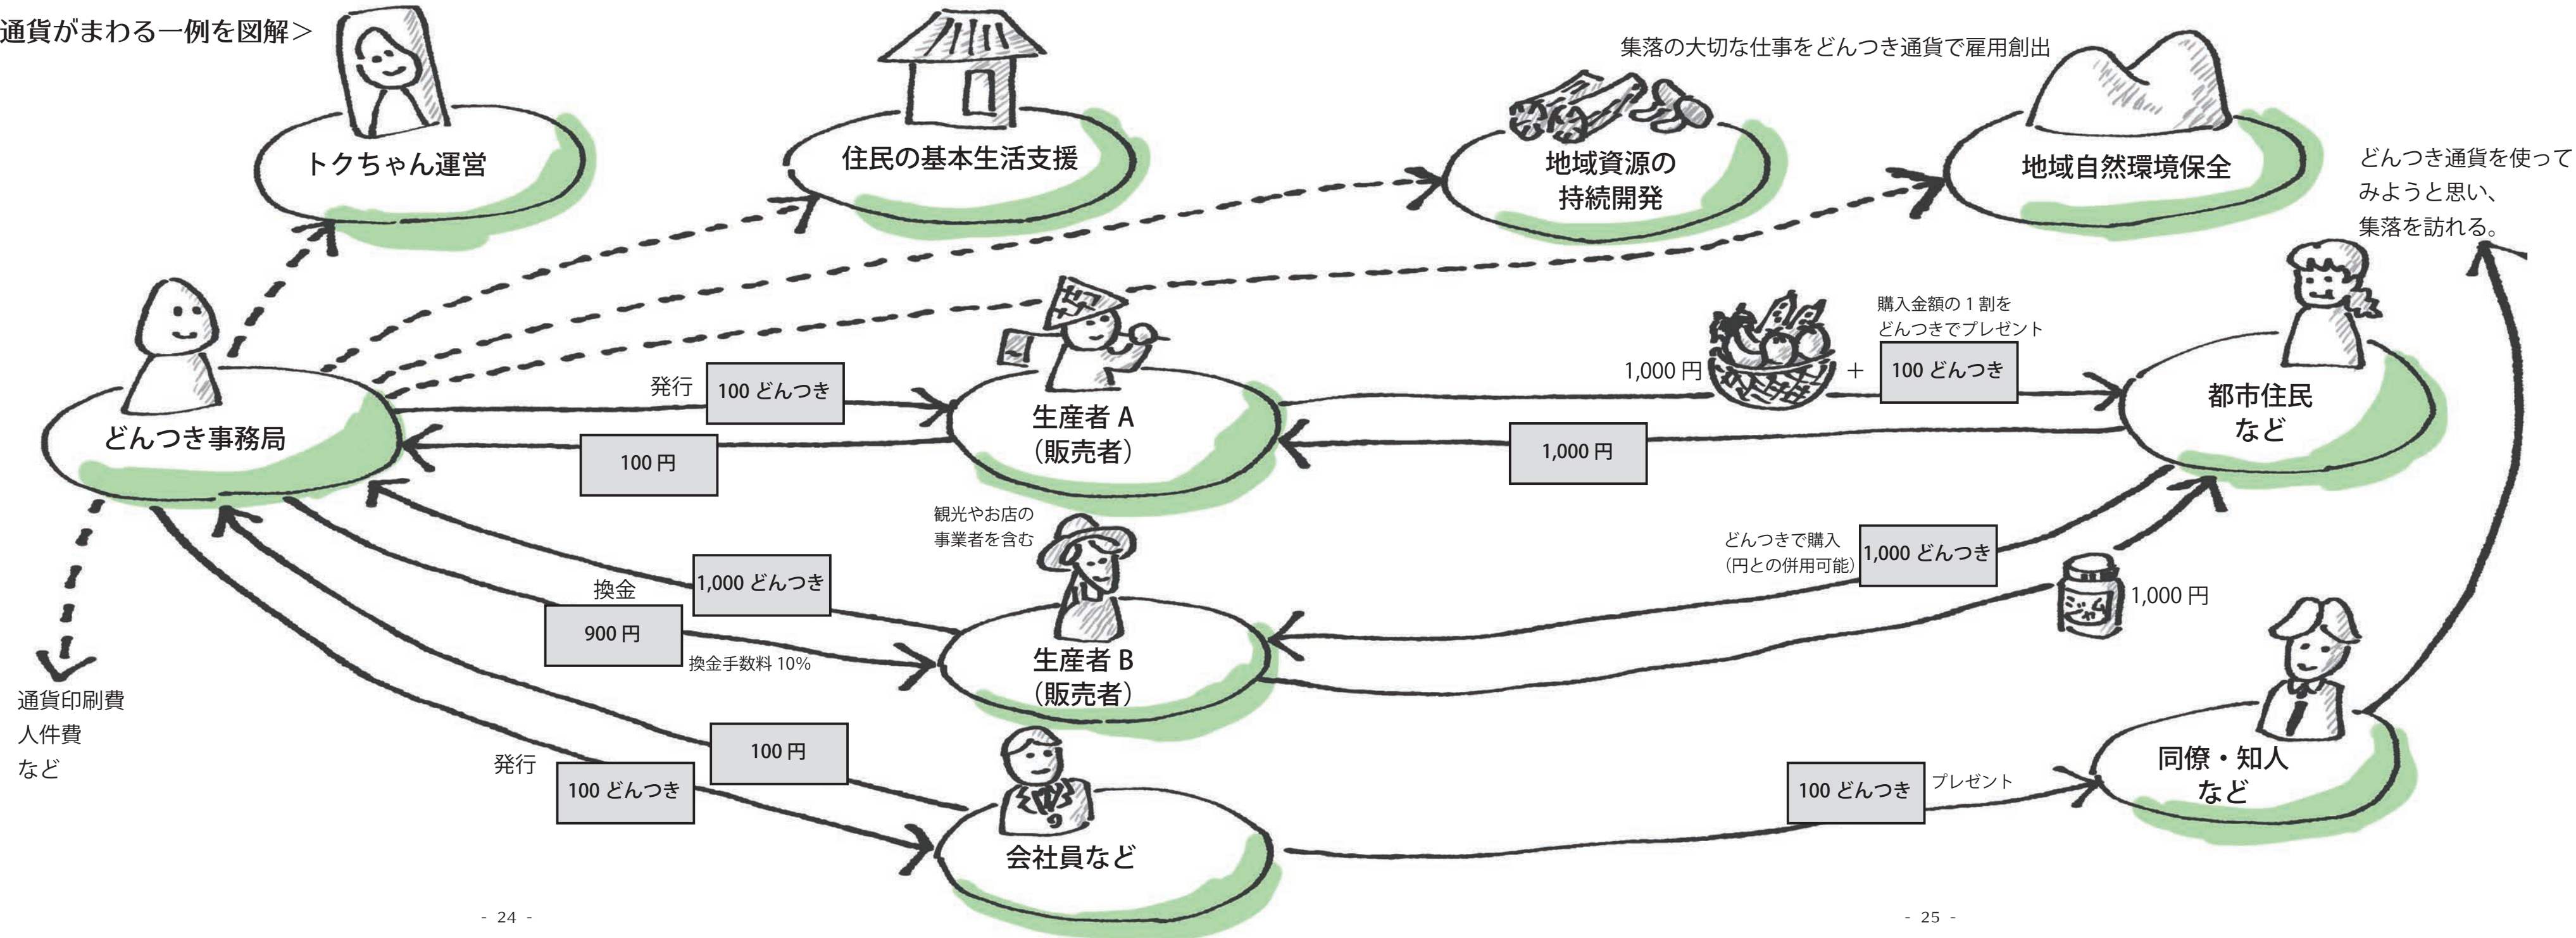 通貨がまわる一例を図解＞
集落の大切な仕事をどんつき通貨で雇用創出
トクちゃん運営
住民の基本生活支援
地域資源の
持続開発
地域自然環境保全
どんつき通貨を使って
みようと思い、
集落を訪れる。
どんつき事務局
発行
100 どんつき
100 円
生産者 A
（販売者）
1,000 円
+
購入金額の 1 割を
どんつきでプレゼント
100 どんつき
1,000 円
都市住民
など
観光やお店の
事業者を含む
1,000 どんつき
換金
900 円
換金手数料 10%
生産者 B
（販売者）
どんつきで購入
（円との併用可能）
1,000 どんつき
ジャム
1,000 円
通貨印刷費
人件費
など
発行
100 円
100 どんつき
会社員など
100 どんつき
プレゼント
同僚・知人
など
- 24 -
- 25 -